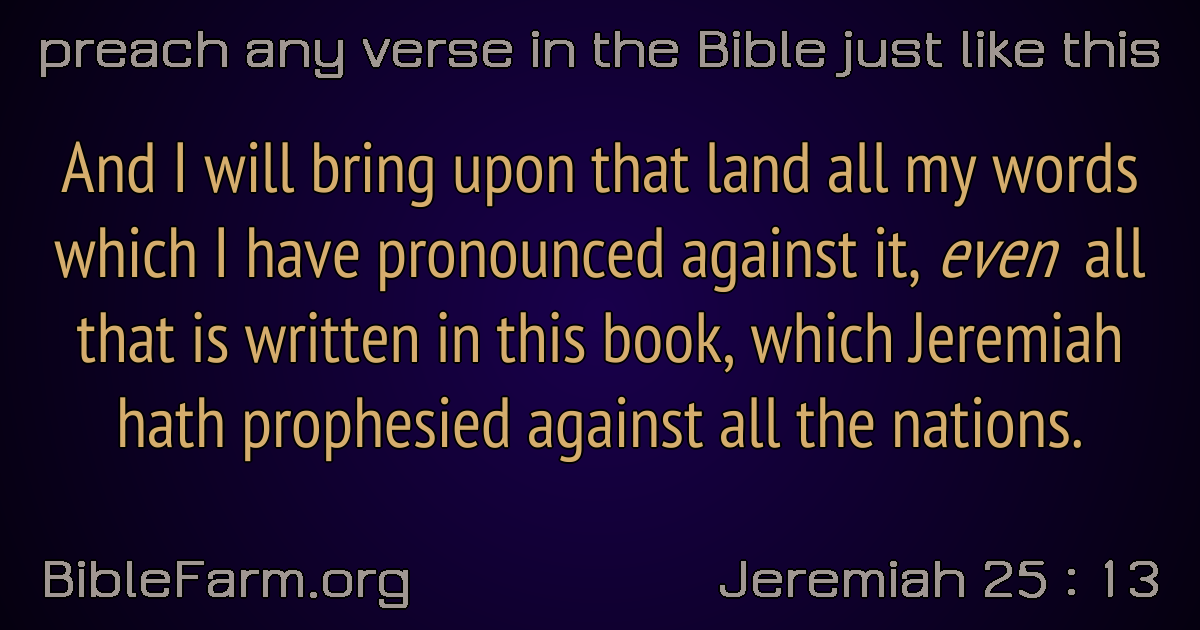 preach any verse in the Bible just like this
And I will bring upon that land all my words
which I have pronounced against it, even all
that is written in this book, which Jeremiah
hath prophesied against all the nations.
BibleFarm.org
Jeremiah 25 : 13